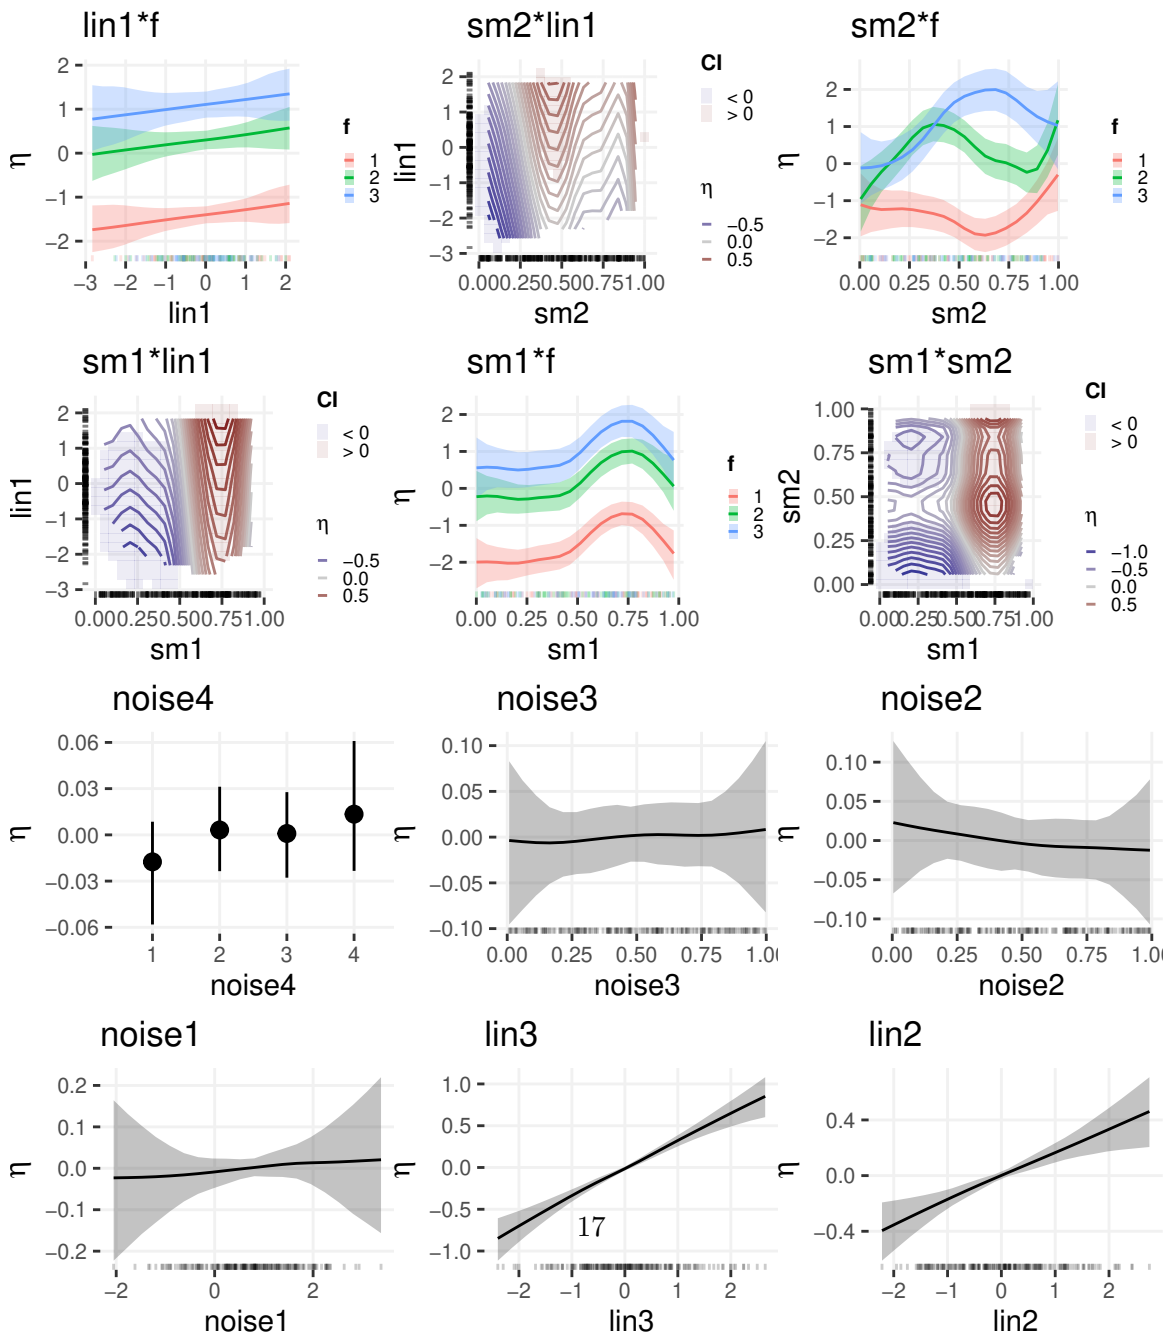 lin1*f
sm2*lin1
sm2*f
2
1
0
−1
−2
η
−3 −2 −1 0 1 2
lin1
f
1
2
3
2
1
0
−1
−2
−3
lin1
0.000.250.500.751.00
sm2
CI
< 0
> 0
η
−0.5
0.0
0.5
2
1
0
−1
−2
η
0.00 0.25 0.50 0.75 1.00
sm2
f
1
2
3
sm1*lin1
sm1*f
sm1*sm2
2
1
0
−1
−2
−3
lin1
0.000.250.500.751.00
sm1
CI
< 0
> 0
η
−0.5
0.0
0.5
2
1
0
−1
−2
η
0.00 0.25 0.50 0.75 1.00
sm1
f
1
2
3
1.00
0.75
0.50
0.25
0.00
sm2
0.000.250.500.751.00
sm1
CI
< 0
> 0
η
−1.0
−0.5
0.0
0.5
noise4
noise3
noise2
0.06
0.03
0.00
−0.03
−0.06
η
1 2 3 4
noise4
0.10
0.05
0.00
−0.05
−0.10
η
0.00 0.25 0.50 0.75 1.00
noise3
0.10
0.05
0.00
−0.05
−0.10
η
0.00 0.25 0.50 0.75 1.00
noise2
noise1
lin3
lin2
0.2
0.1
0.0
−0.1
−0.2
η
−2 0 2
noise1
1.0
0.5
0.0
−0.5
−1.0
η
17
−2 −1 0 1 2
lin3
0.4
0.0
−0.4
η
−2 −1 0 1 2
lin2